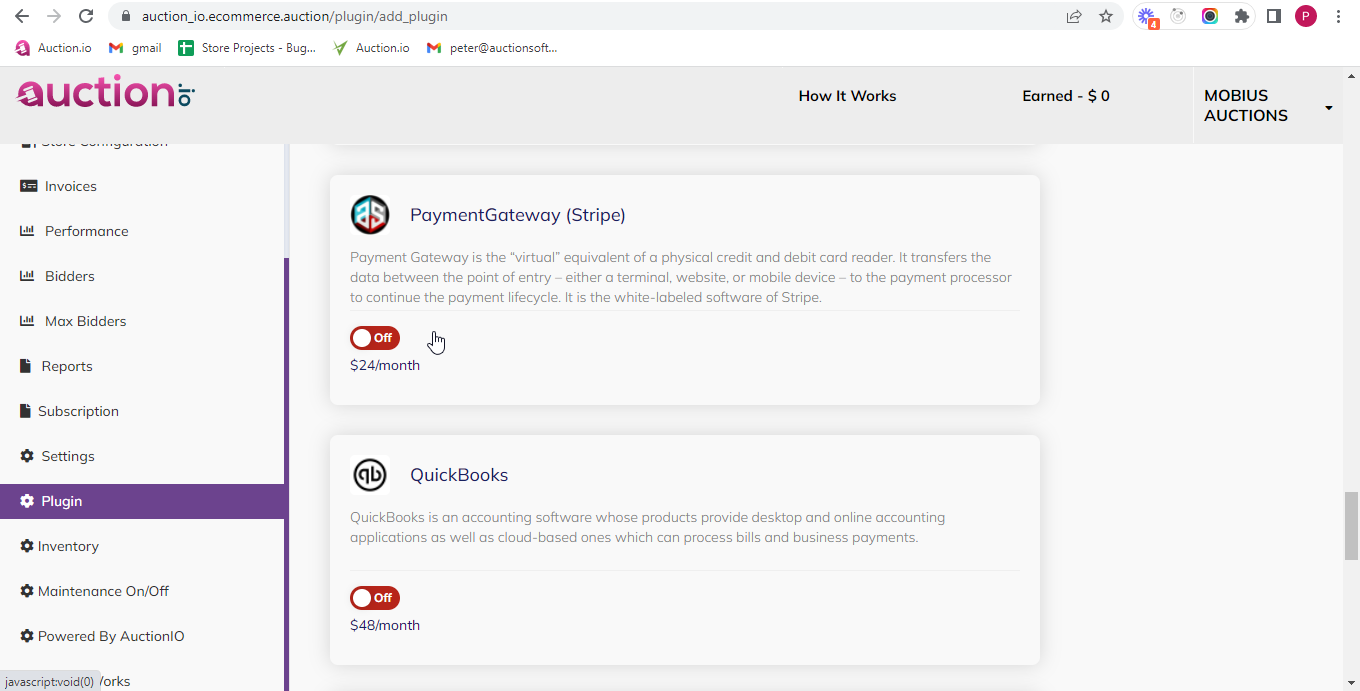 auction_io.ecommerce.auction/plugin/add_plugin
4
P
Auction.io
gmail
Store Projects - Bug...
Auction.io
peter@auctionsoft...
auction io
How It Works
Earned - $ 0
MOBIUS
AUCTIONS
Store Configuration
Invoices
Performance
Bidders
Max Bidders
Reports
Subscription
Settings
Plugin
Inventory
Maintenance On/Off
Powered By AuctionIO
javascript:void(0)
Works
PaymentGateway (Stripe)
Payment Gateway is the “virtual” equivalent of a physical credit and debit card reader. It transfers the
data between the point of entry – either a terminal, website, or mobile device – to the payment processor
to continue the payment lifecycle. It is the white-labeled software of Stripe.
Off
$24/month
qb
QuickBooks
QuickBooks is an accounting software whose products provide desktop and online accounting
applications as well as cloud-based ones which can process bills and business payments.
Off
$48/month